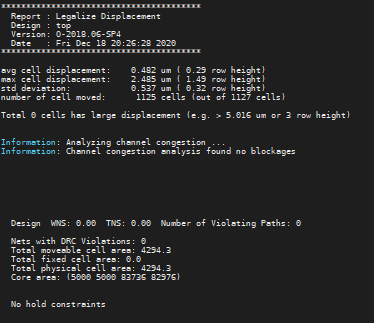 ****************************************
Report : Legalize Displacement
Design : top
Version: O-2018.06-SP4
Date   : Fri Dec 18 20:26:28 2020
****************************************
avg cell displacement:    0.482 um ( 0.29 row height)
max cell displacement:    2.485 um ( 1.49 row height)
std deviation:            0.537 um ( 0.32 row height)
number of cell moved:      1125 cells (out of 1127 cells)
Total 0 cells has large displacement (e.g. > 5.016 um or 3 row height)
Information: Analyzing channel congestion ...
Information: Channel congestion analysis found no blockages
Design  WNS: 0.00  TNS: 0.00  Number of Violating Paths: 0
Nets with DRC Violations: 0
Total moveable cell area: 4294.3
Total fixed cell area: 0.0
Total physical cell area: 4294.3
Core area: (5000 5000 83736 82976)
No hold constraints